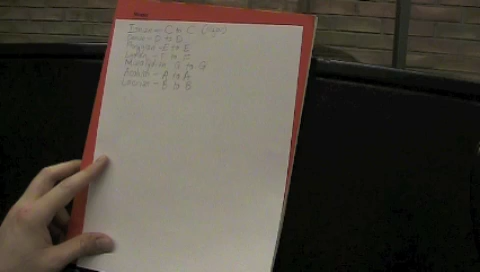 Ionian - C to C (major)
Dorian - D to D
Phrygian - E to E
Lydian - F to F
Mixolydian G to G
Aeolian - A to A
Locrian - B to B